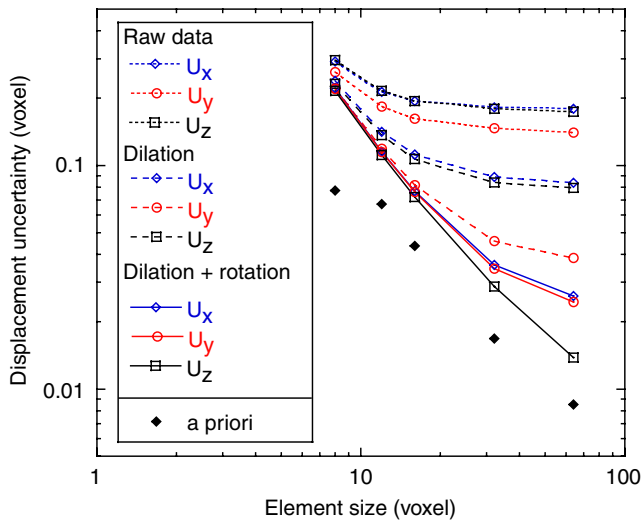 Displacement uncertainty (voxel)
0.1
0.01
Raw data
Ux
Uy
Uz
Dilation
Ux
Uy
Uz
Dilation + rotation
Ux
Uy
Uz
a priori
1
10
100
Element size (voxel)